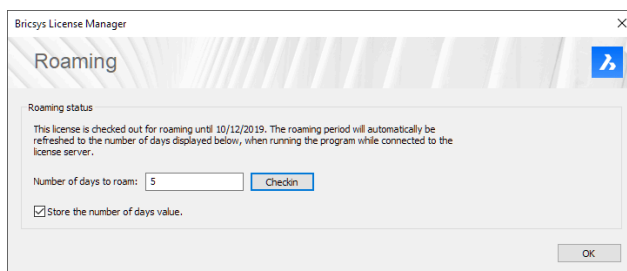 Bricsys License Manager
Roaming
Roaming status
This license is checked out for roaming until 10/12/2019. The roaming period will automatically be
refreshed to the number of days displayed below, when running the program while connected to the
license server.
Number of days to roam: 5 Checkin
Store the number of days value.
OK